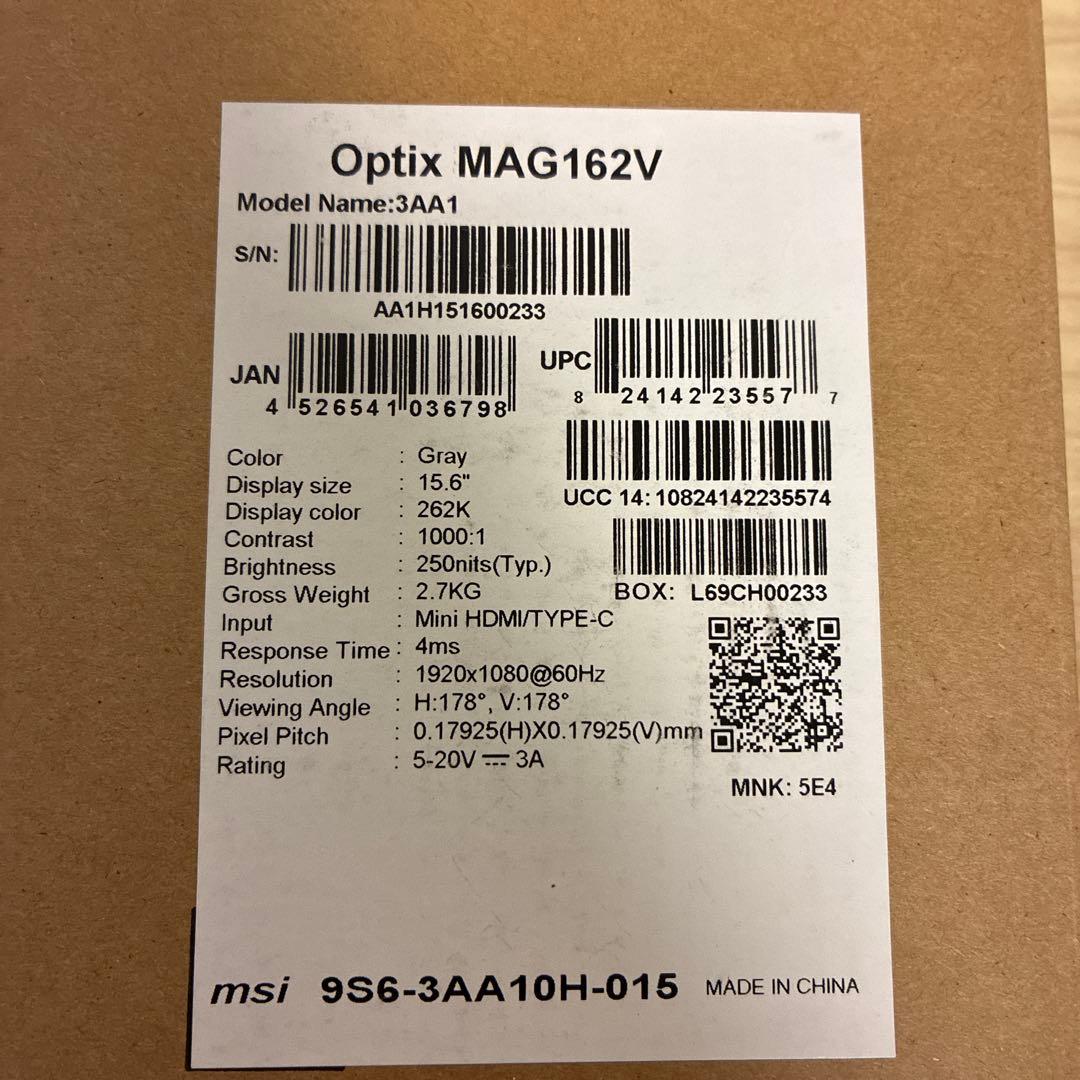 Optix MAG162V
Model Name:3AA1
S/N:
AA1H151600233
JAN
4 526541 036798
UPC
8 24142 23557 7
UCC 14: 10824142235574
BOX: L69CH00233
Color : Gray
Display size : 15.6"
Display color : 262K
Contrast : 1000:1
Brightness : 250nits(Typ.)
Gross Weight : 2.7KG
Input : Mini HDMI/TYPE-C
Response Time : 4ms
Resolution : 1920x1080@60Hz
Viewing Angle : H:178°, V:178°
Pixel Pitch : 0.17925(H)X0.17925(V)mm
Rating : 5-20V ⎓ 3A
MNK: 5E4
msi 9S6-3AA10H-015 MADE IN CHINA